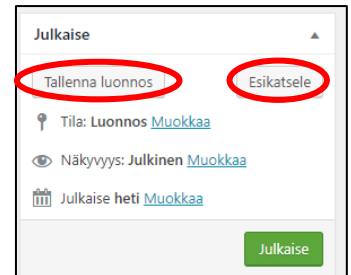 Julkaise
Tallenna luonnos Esikatsele
Tila: Luonnos Muokkaa
Näkyvyys: Julkinen Muokkaa
Julkaise heti Muokkaa
Julkaise